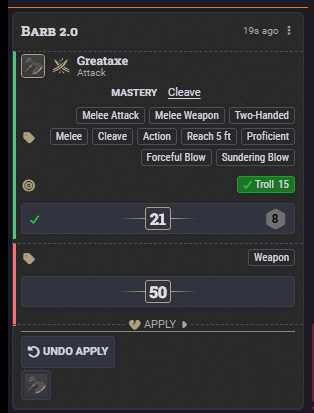 BARB 2.0 19s ago
Greataxe
Attack
MASTERY Cleave
Melee Attack Melee Weapon Two-Handed
Melee Cleave Action Reach 5 ft Proficient
Forceful Blow Sundering Blow
Troll 15
21 8
Weapon
50
APPLY
UNDO APPLY